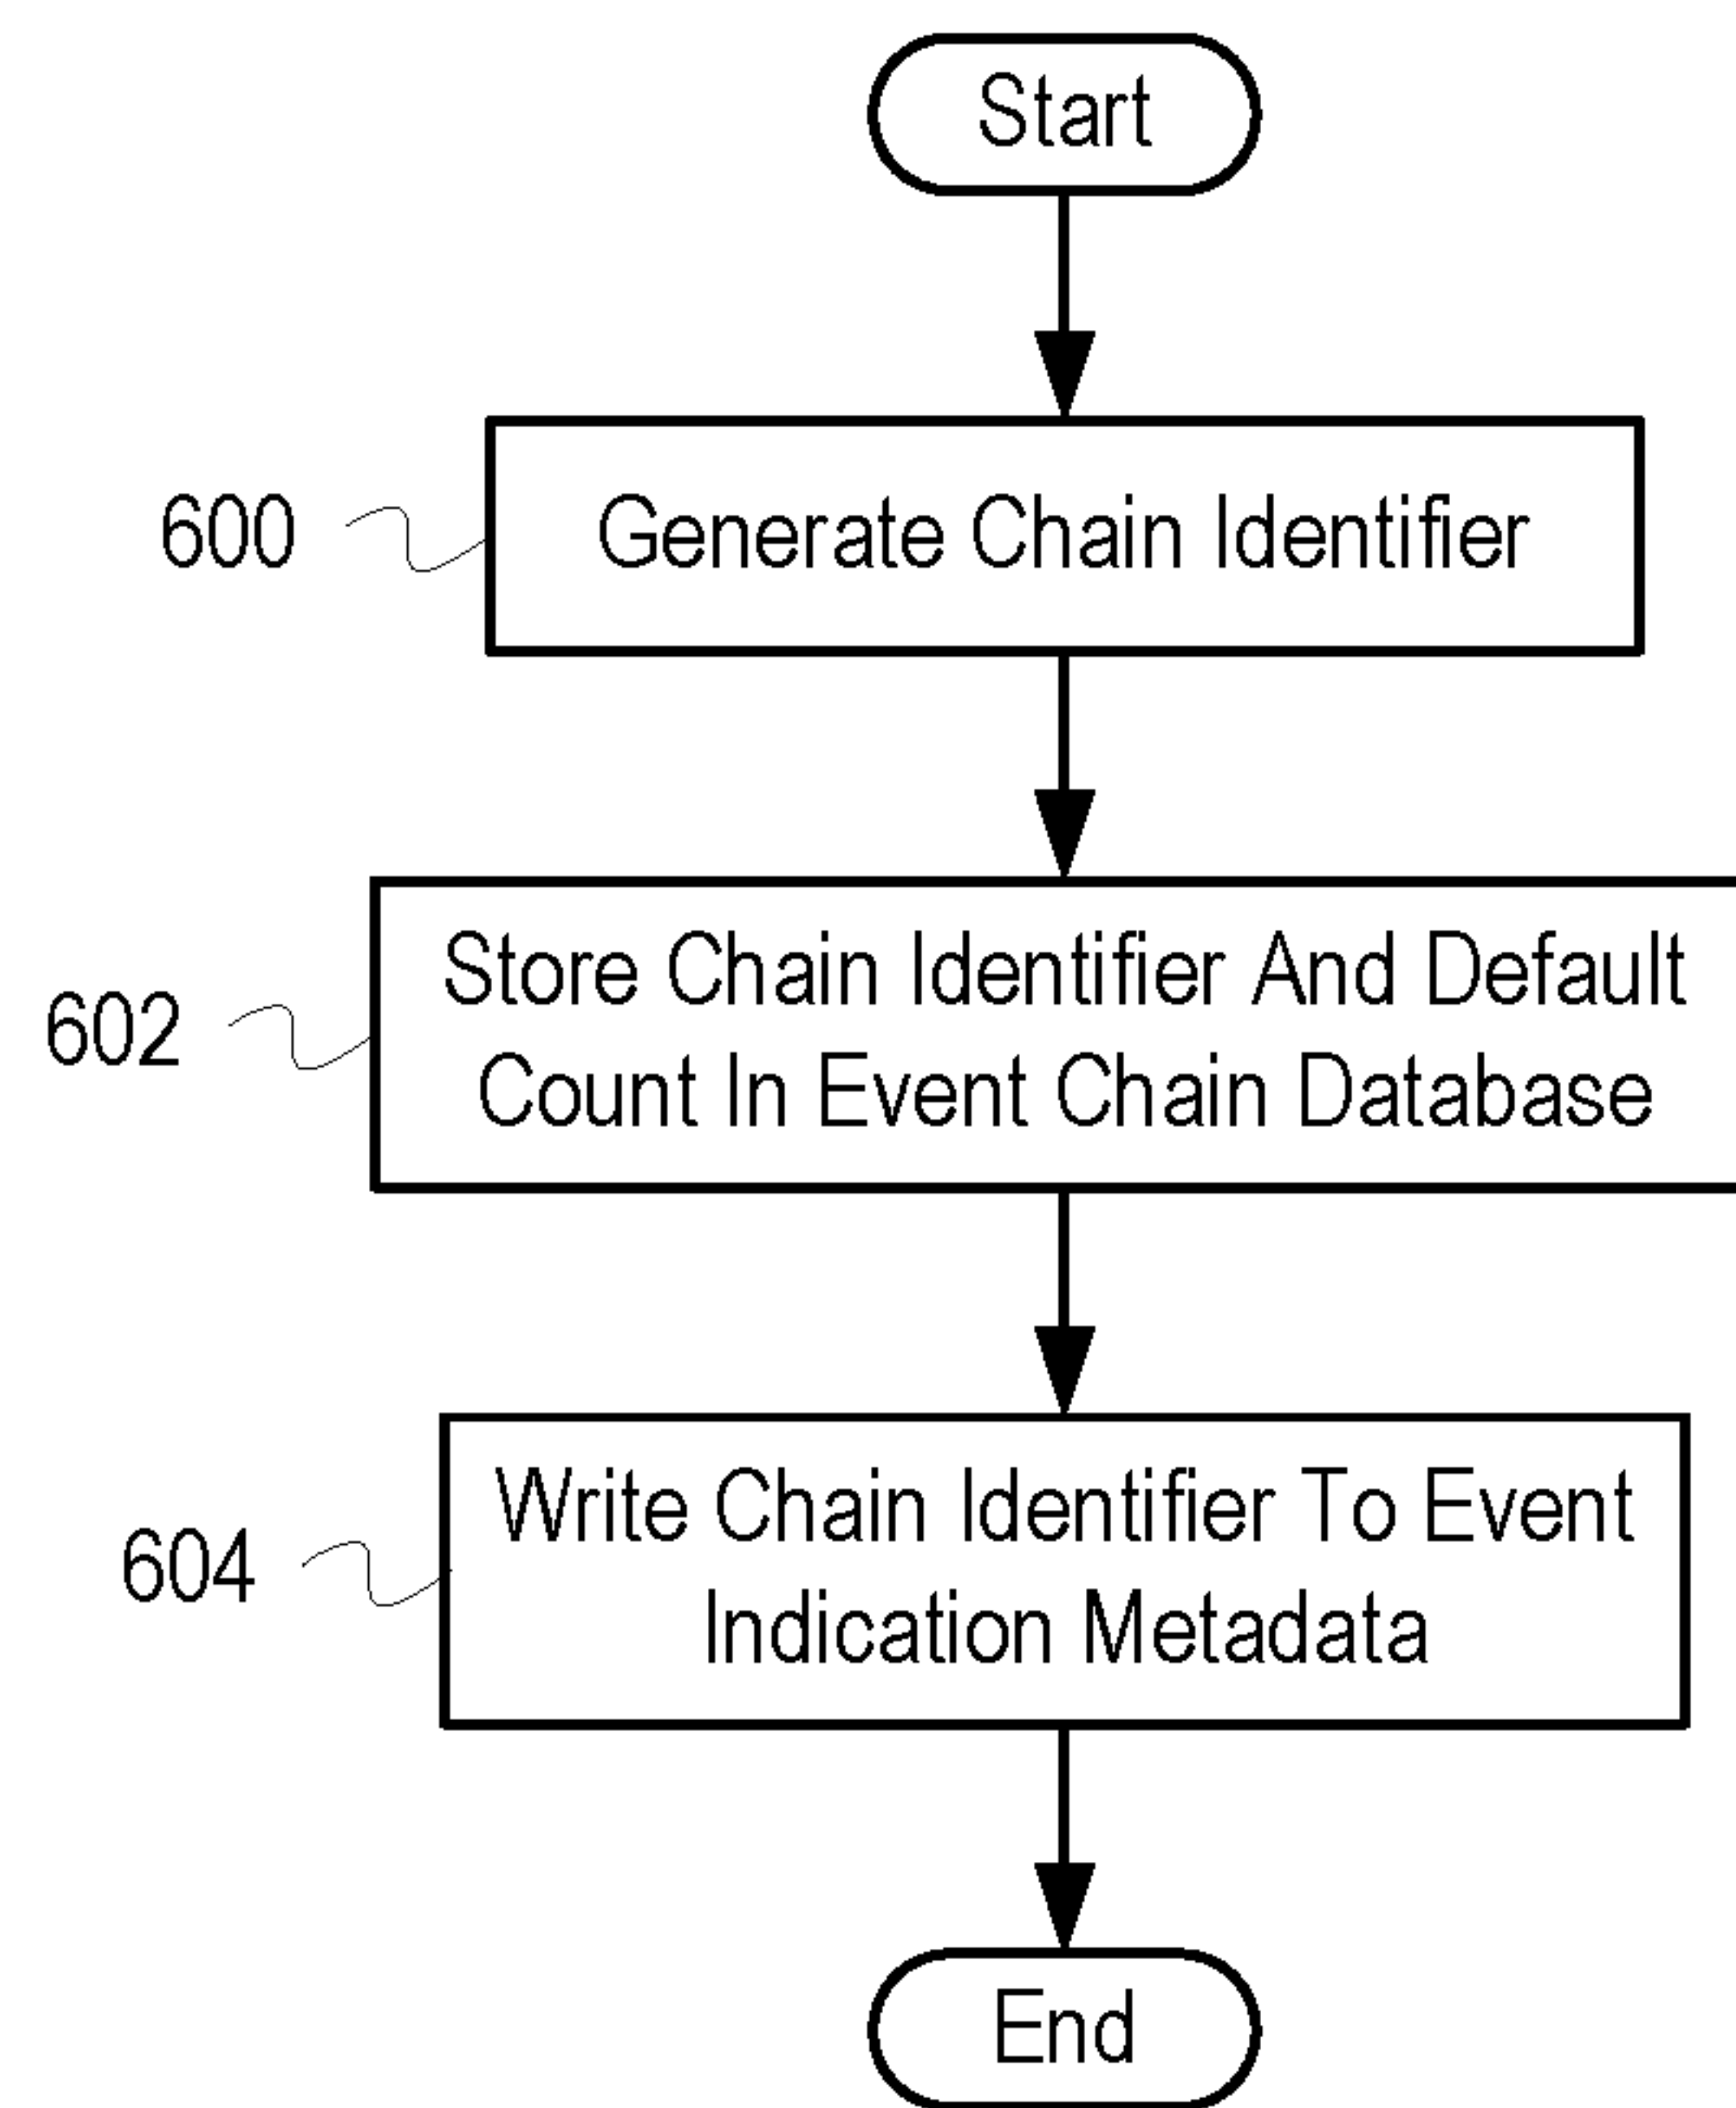 Start
600
Generate Chain Identifier
602
Store Chain Identifier And Default
Count In Event Chain Database
604
Write Chain Identifier To Event
Indication Metadata
End